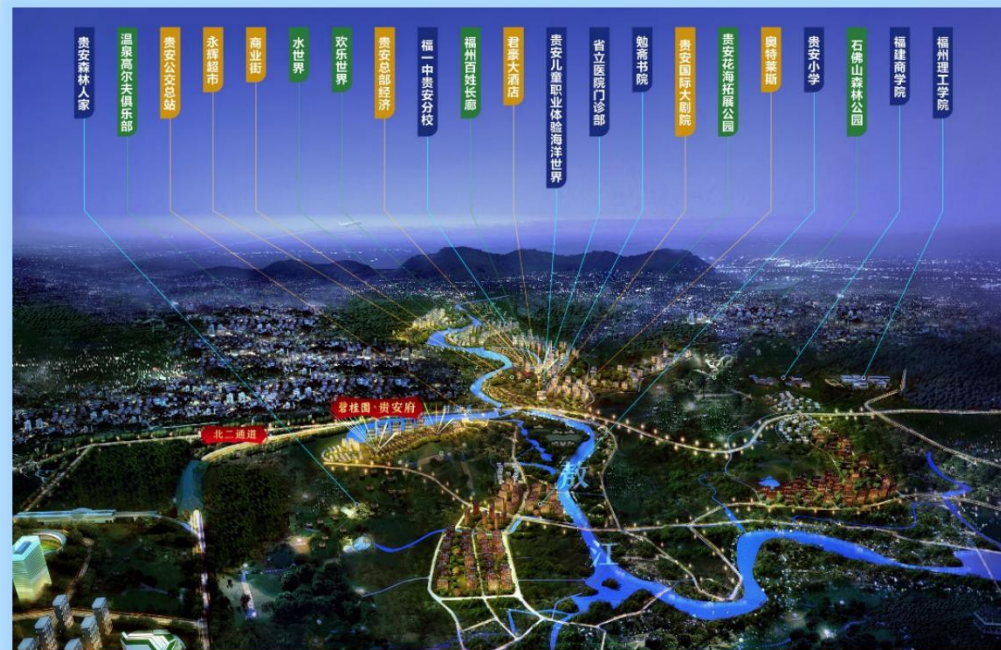 贵安森林人家
温泉高尔夫俱乐部
贵安公交总站
永辉超市
商业街
水世界
欢乐世界
贵安总部经济
福一中贵安分校
福州百姓长廊
君豪大酒店
贵安儿童职业体验海洋世界
省立医院门诊部
勉斋书院
贵安国际大剧院
贵安花海拓展公园
奥特莱斯
贵安小学
石佛山森林公园
福建商学院
福州理工学院
碧桂园·贵安府
北二通道
敖
江